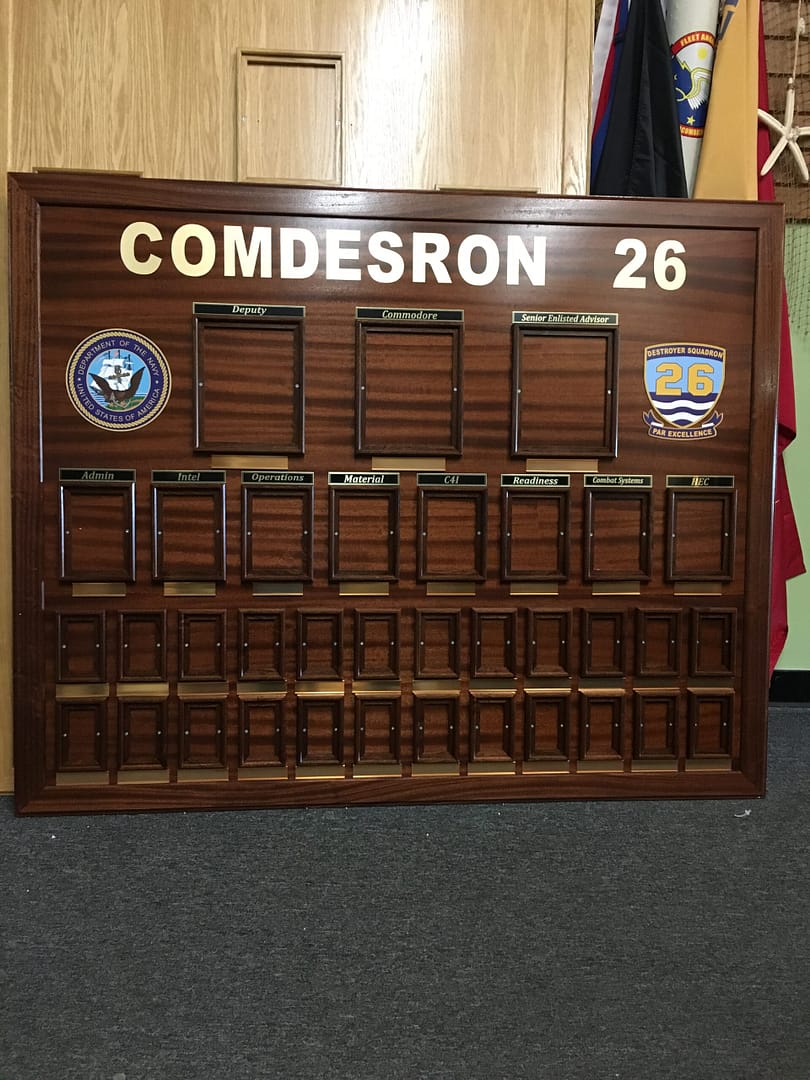 FLEET
COMDESRON 26
Deputy
Commodore
Senior Enlisted Advisor
DEPARTMENT OF THE NAVY
UNITED STATES OF AMERICA
DESTROYER SQUADRON
26
PAR EXCELLENCE
Admin
Intel
Operations
Material
C4I
Readiness
Combat Systems